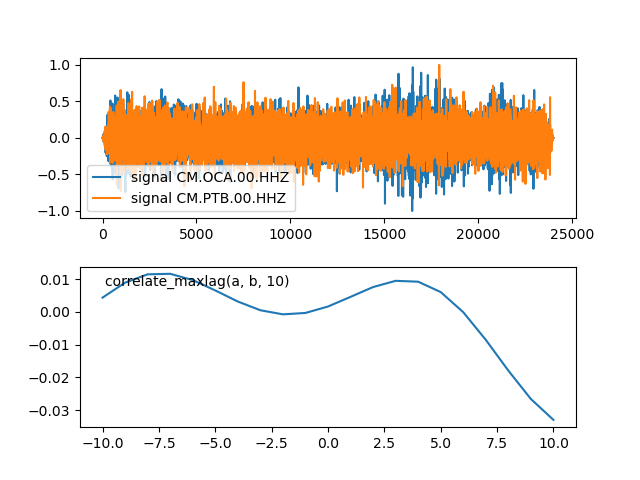 1.0
0.5
0.0
−0.5
−1.0
signal CM.OCA.00.HHZ
signal CM.PTB.00.HHZ
0 5000 10000 15000 20000 25000
0.01
0.00
−0.01
−0.02
−0.03
correlate_maxlag(a, b, 10)
−10.0 −7.5 −5.0 −2.5 0.0 2.5 5.0 7.5 10.0